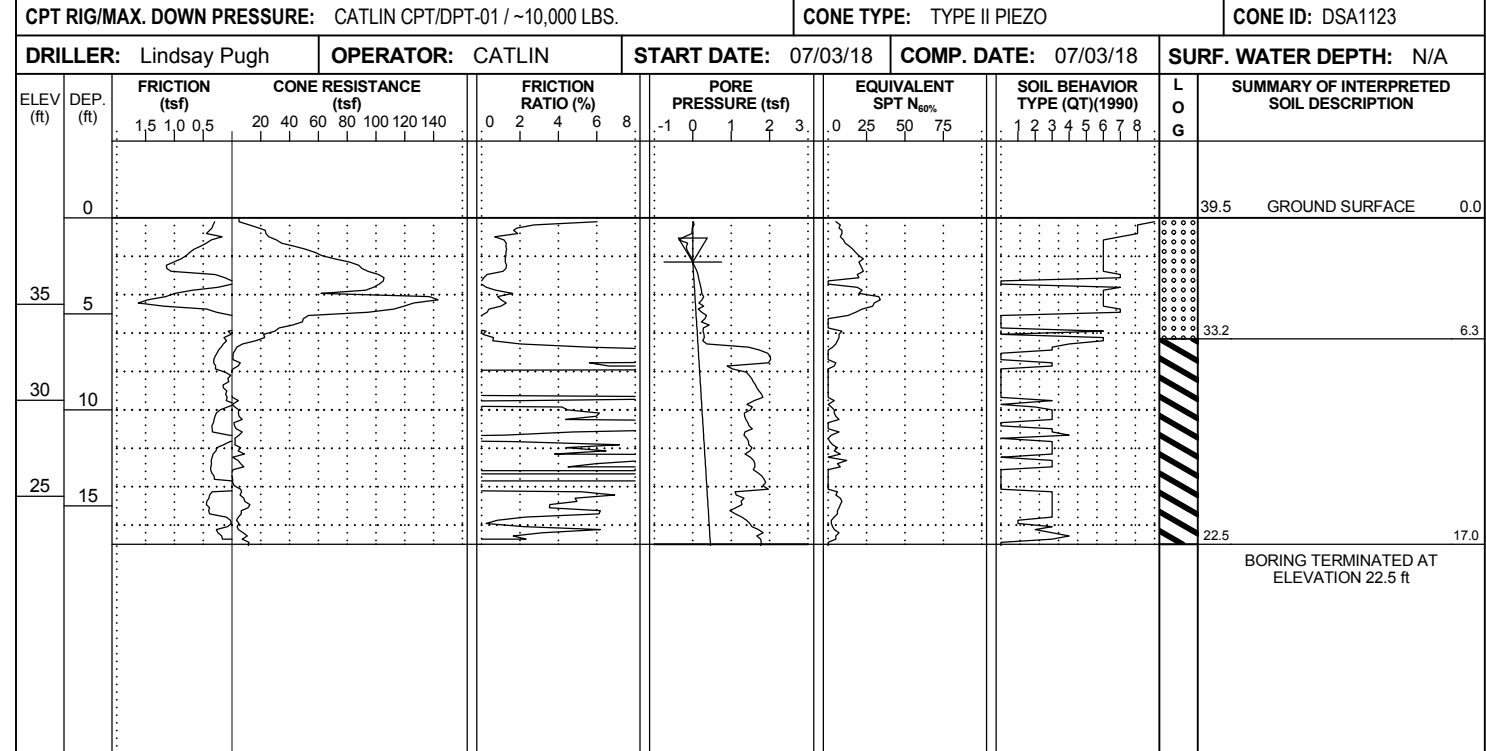 CPT RIG/MAX. DOWN PRESSURE: CATLIN CPT/DPT-01 / ~10,000 LBS. CONE TYPE: TYPE II PIEZO CONE ID: DSA1123
DRILLER: Lindsay Pugh OPERATOR: CATLIN START DATE: 07/03/18 COMP. DATE: 07/03/18 SURF. WATER DEPTH: N/A
ELEV (ft)
DEP. (ft)
FRICTION
(tsf)
1,5 1,0 0,5
CONE RESISTANCE
(tsf)
20 40 60 80 100 120 140
FRICTION
RATIO (%)
0 2 4 6 8
PORE
PRESSURE (tsf)
-1 0 1 2 3
EQUIVALENT
SPT N60%
0 25 50 75
SOIL BEHAVIOR
TYPE (QT)(1990)
1 2 3 4 5 6 7 8
L
O
G
SUMMARY OF INTERPRETED
SOIL DESCRIPTION
0
39.5 GROUND SURFACE 0.0
35
5
33.2 6.3
30
10
25
15
22.5 17.0
BORING TERMINATED AT
ELEVATION 22.5 ft